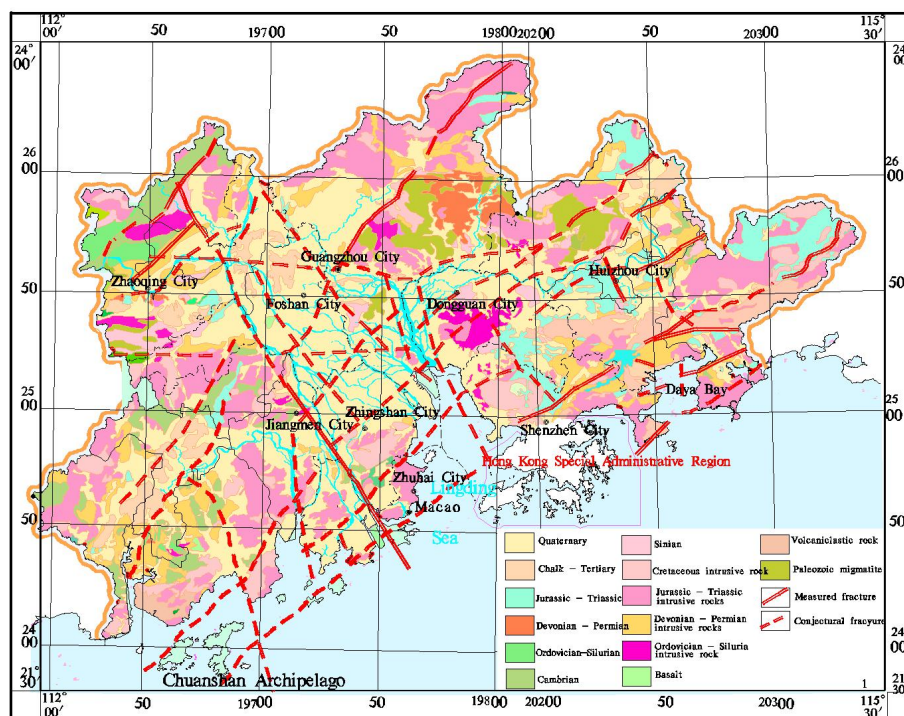 112° 00′ 50 19700 50 19800 20200 50 20300 115° 30′
24° 00′
26 00 26 00
Guangzhou City
Huizhou City
Zhaoqing City
50 Foshan City Dongguan City 50
Daya Bay
25 00 Zhingshan City 25 00
Jiangmen City Shenzhen City
Hong Kong Special Administrative Region
Zhuhai City
Lingding
50 Macao 50
Sea
Quaternary Sinian Volcaniclastic rock
Chalk - Tertiary Cretaceous intrusive rock Paleozoic migmatite
Jurassic - Triassic Jurassic - Triassic intrusive rocks Measured fracture
Devonian - Permian Devonian - Permian intrusive rocks Conjectural fracyure
Ordovician-Silurian Ordovician - Siluria intrusive rock
Cambrian Basalt
24 00 24 00
Chuanshan Archipelago
21° 30′ 1 21 30
112° 00′ 50 19700 50 19800 20200 50 20300 115° 30′